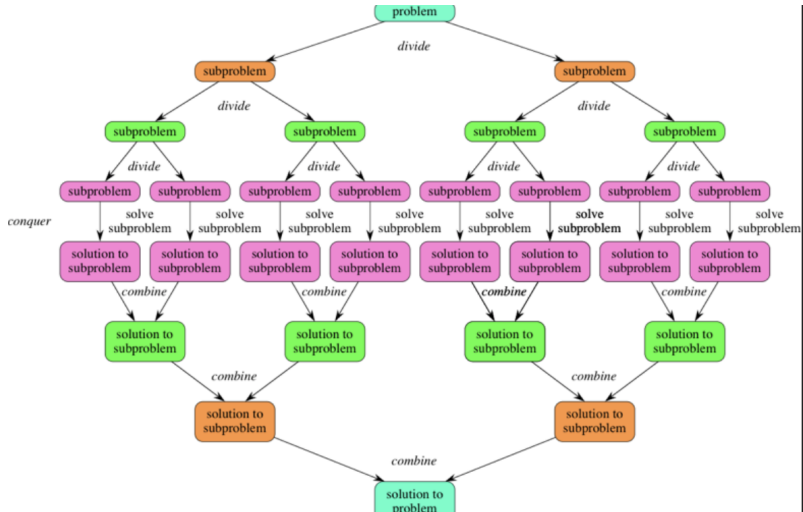 problem
divide
subproblem subproblem
divide divide
subproblem subproblem subproblem subproblem
divide divide divide divide
subproblem subproblem subproblem subproblem subproblem subproblem subproblem subproblem
conquer
solve solve solve solve solve solve solve solve
subproblem subproblem subproblem subproblem subproblem subproblem subproblem subproblem
solution to solution to solution to solution to solution to solution to solution to solution to
subproblem subproblem subproblem subproblem subproblem subproblem subproblem subproblem
combine combine combine combine
solution to solution to solution to solution to
subproblem subproblem subproblem subproblem
combine combine
solution to solution to
subproblem subproblem
combine
solution to
problem